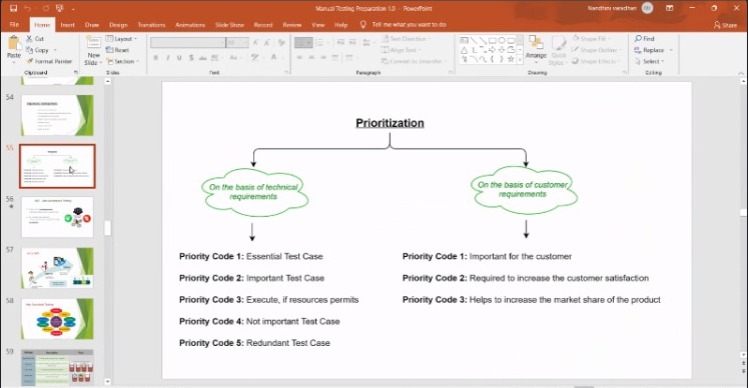 Manual Testing Preparation 1.0 - PowerPoint
Nandhini varadhan
File Home Insert Draw Design Transitions Animations Slide Show Record Review View Help Tell me what you want to do
Share
Paste
Cut
Copy
Format Painter
New Slide
Layout
Reset
Section
Text Direction
Align Text
Convert to SmartArt
Arrange
Quick Styles
Shape Fill
Shape Outline
Shape Effects
Find
Replace
Select
Clipboard
Slides
Font
Paragraph
Drawing
Editing
54
55
56
57
58
59
Prioritization
On the basis of technical
requirements
On the basis of customer
requirements
Priority Code 1: Essential Test Case
Priority Code 2: Important Test Case
Priority Code 3: Execute, if resources permits
Priority Code 4: Not important Test Case
Priority Code 5: Redundant Test Case
Priority Code 1: Important for the customer
Priority Code 2: Required to increase the customer satisfaction
Priority Code 3: Helps to increase the market share of the product